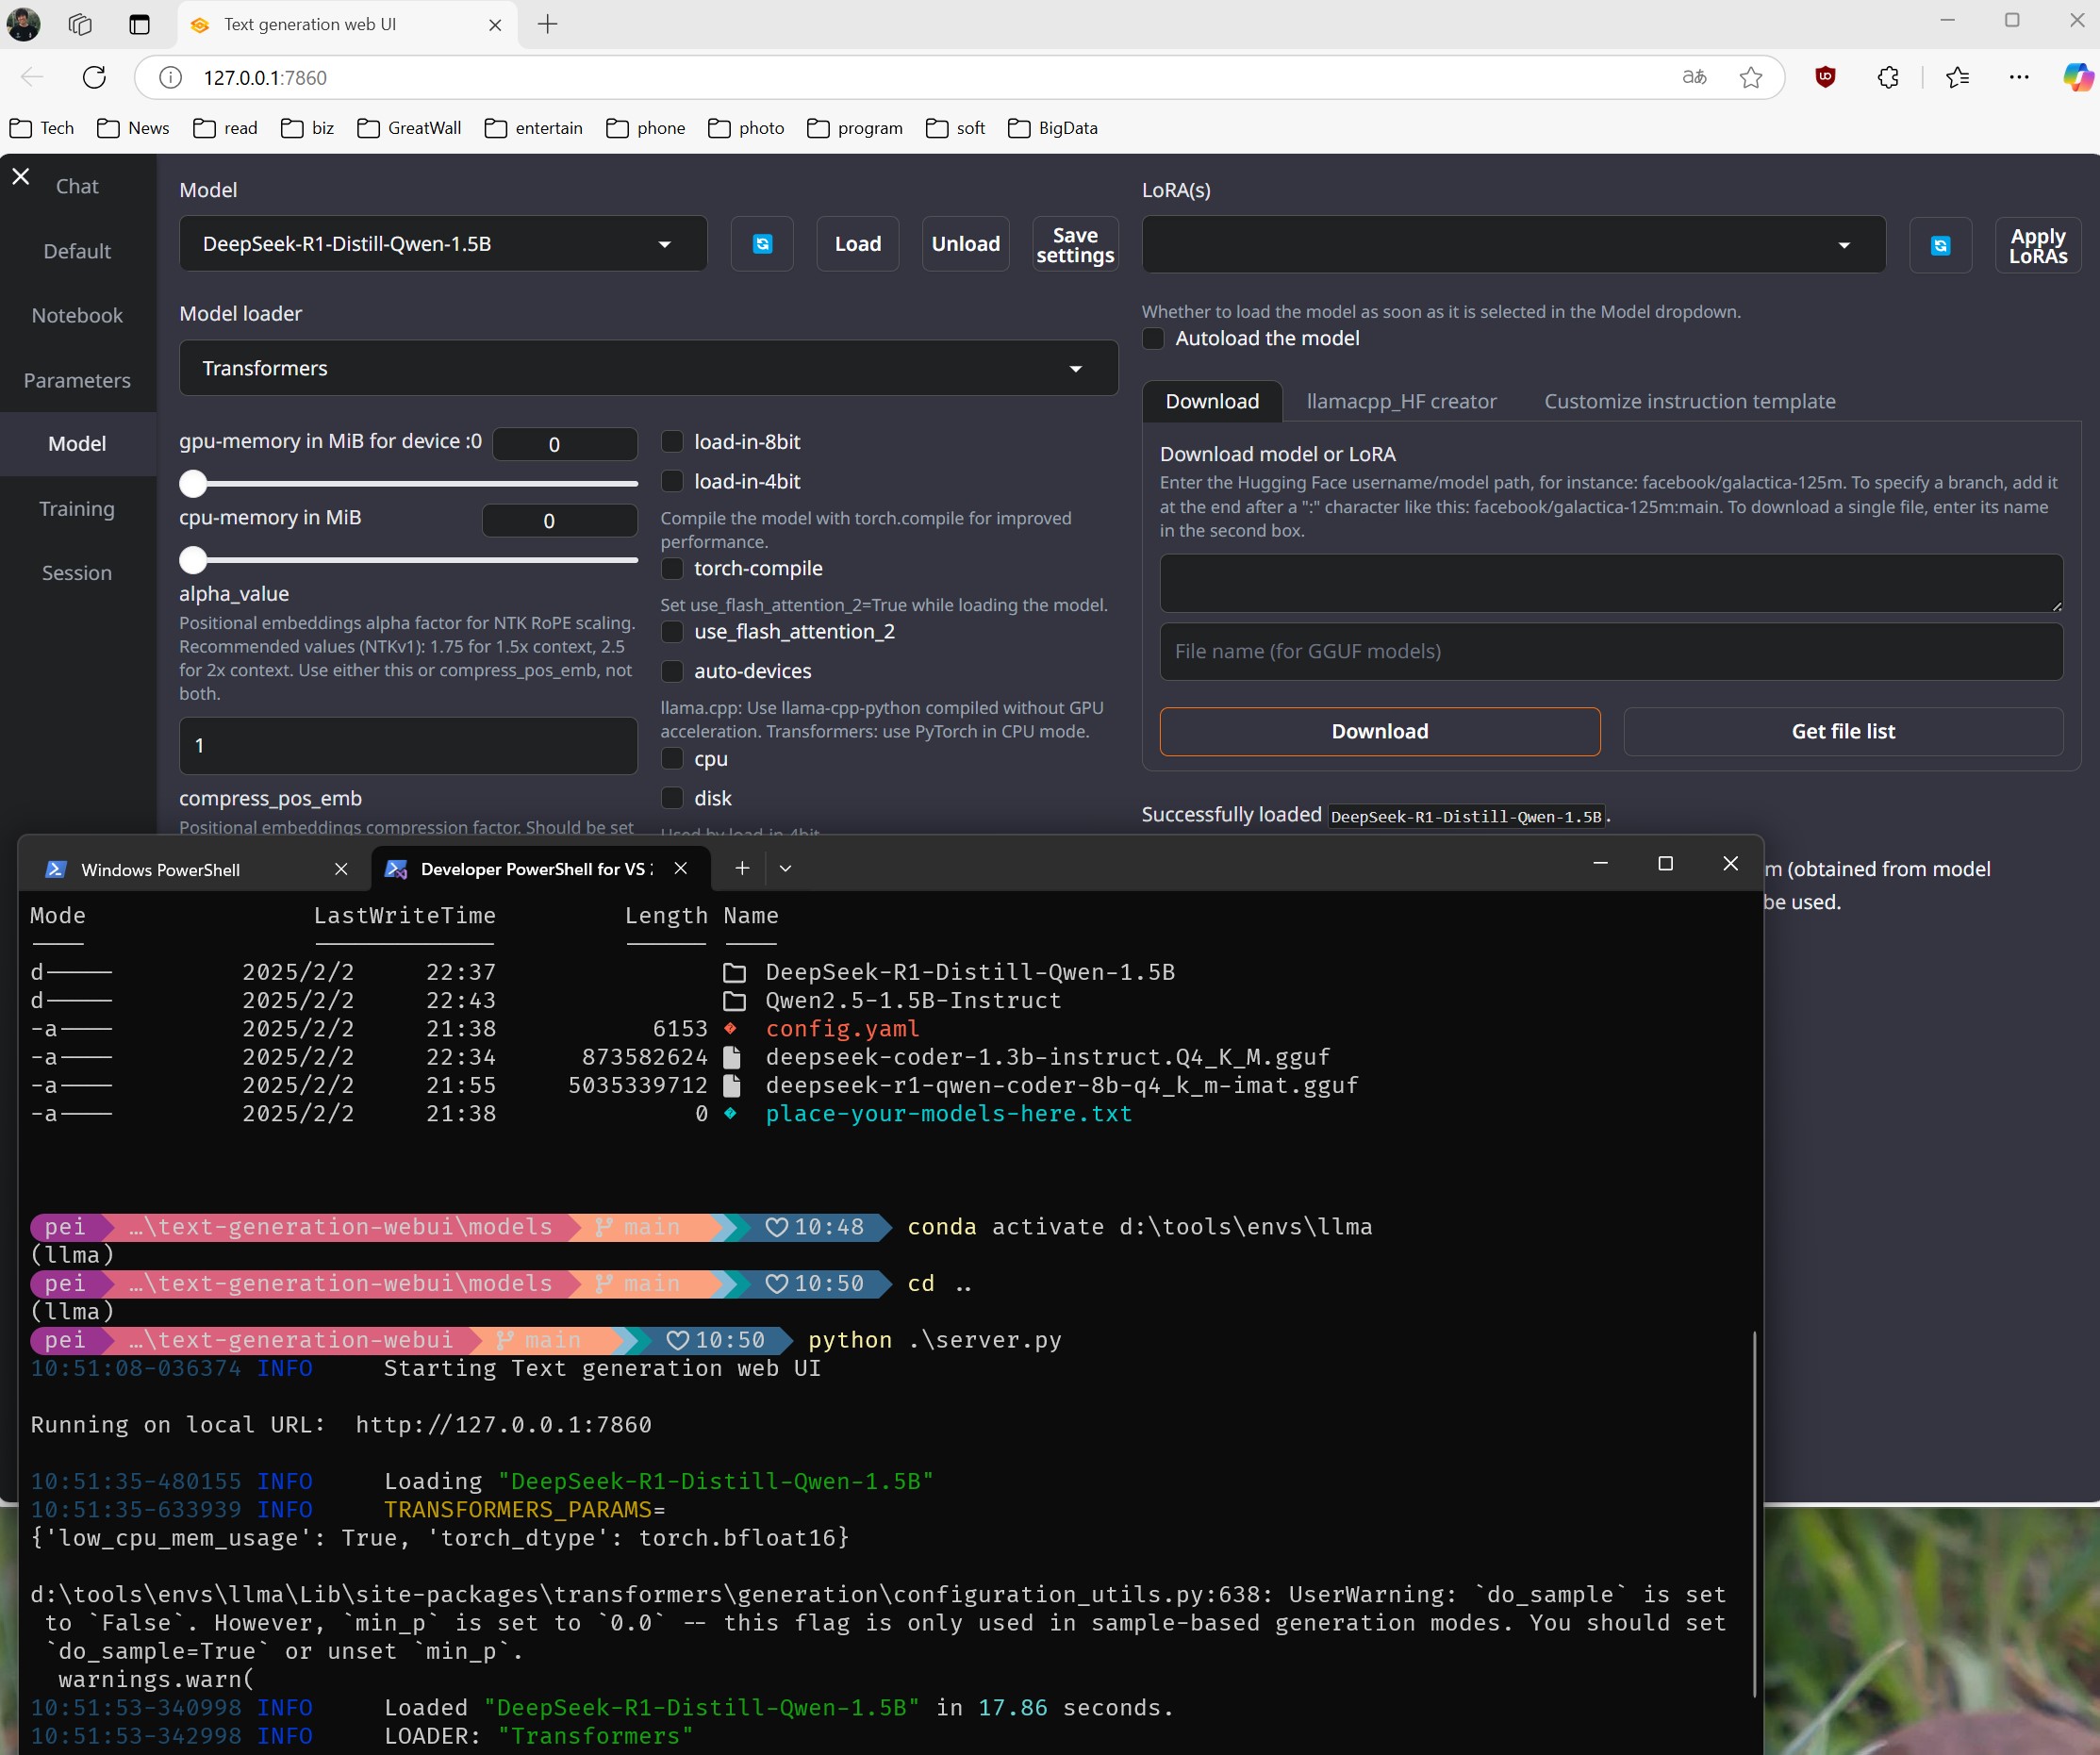 Text generation web UI
127.0.0.1:7860
aあ
Tech News read biz GreatWall entertain phone photo program soft BigData
Chat
Default
Notebook
Parameters
Model
Training
Session
Model
DeepSeek-R1-Distill-Qwen-1.5B
Load
Unload
Save
settings
Model loader
Transformers
gpu-memory in MiB for device :0
0
cpu-memory in MiB
0
alpha_value
Positional embeddings alpha factor for NTK RoPE scaling.
Recommended values (NTKv1): 1.75 for 1.5x context, 2.5
for 2x context. Use either this or compress_pos_emb, not
both.
1
compress_pos_emb
Positional embeddings compression factor. Should be set
load-in-8bit
load-in-4bit
Compile the model with torch.compile for improved
performance.
torch-compile
Set use_flash_attention_2=True while loading the model.
use_flash_attention_2
auto-devices
llama.cpp: Use llama-cpp-python compiled without GPU
acceleration. Transformers: use PyTorch in CPU mode.
cpu
disk
Used by load-in-4bit
LoRA(s)
Apply
LoRAs
Whether to load the model as soon as it is selected in the Model dropdown.
Autoload the model
Download llamacpp_HF creator Customize instruction template
Download model or LoRA
Enter the Hugging Face username/model path, for instance: facebook/galactica-125m. To specify a branch, add it
at the end after a ":" character like this: facebook/galactica-125m:main. To download a single file, enter its name
in the second box.
File name (for GGUF models)
Download
Get file list
Successfully loaded DeepSeek-R1-Distill-Qwen-1.5B.
m (obtained from model
be used.
Windows PowerShell
Developer PowerShell for VS 
Mode LastWriteTime Length Name
d---- 2025/2/2 22:37 DeepSeek-R1-Distill-Qwen-1.5B
d---- 2025/2/2 22:43 Qwen2.5-1.5B-Instruct
-a--- 2025/2/2 21:38 6153 config.yaml
-a--- 2025/2/2 22:34 873582624 deepseek-coder-1.3b-instruct.Q4_K_M.gguf
-a--- 2025/2/2 21:55 5035339712 deepseek-r1-qwen-coder-8b-q4_k_m-imat.gguf
-a--- 2025/2/2 21:38 0 place-your-models-here.txt
pei …\text-generation-webui\models main 10:48 conda activate d:\tools\envs\llma
(llma)
pei …\text-generation-webui\models main 10:50 cd ..
(llma)
pei …\text-generation-webui main 10:50 python .\server.py
10:51:08-036374 INFO Starting Text generation web UI
Running on local URL: http://127.0.0.1:7860
10:51:35-480155 INFO Loading "DeepSeek-R1-Distill-Qwen-1.5B"
10:51:35-633939 INFO TRANSFORMERS_PARAMS=
{'low_cpu_mem_usage': True, 'torch_dtype': torch.bfloat16}
d:\tools\envs\llma\Lib\site-packages\transformers\generation\configuration_utils.py:638: UserWarning: `do_sample` is set
to `False`. However, `min_p` is set to `0.0` -- this flag is only used in sample-based generation modes. You should set
`do_sample=True` or unset `min_p`.
warnings.warn(
10:51:53-340998 INFO Loaded "DeepSeek-R1-Distill-Qwen-1.5B" in 17.86 seconds.
10:51:53-342998 INFO LOADER: "Transformers"